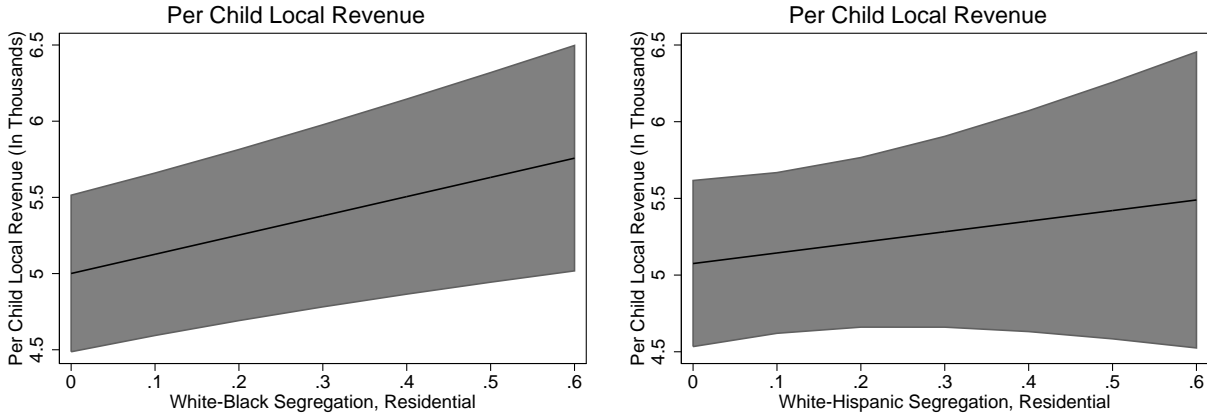 Per Child Local Revenue
Per Child Local Revenue (In Thousands)
6.5
6
5.5
5
4.5
0 .1 .2 .3 .4 .5 .6
White-Black Segregation, Residential
Per Child Local Revenue
Per Child Local Revenue (In Thousands)
6.5
6
5.5
5
4.5
0 .1 .2 .3 .4 .5 .6
White-Hispanic Segregation, Residential